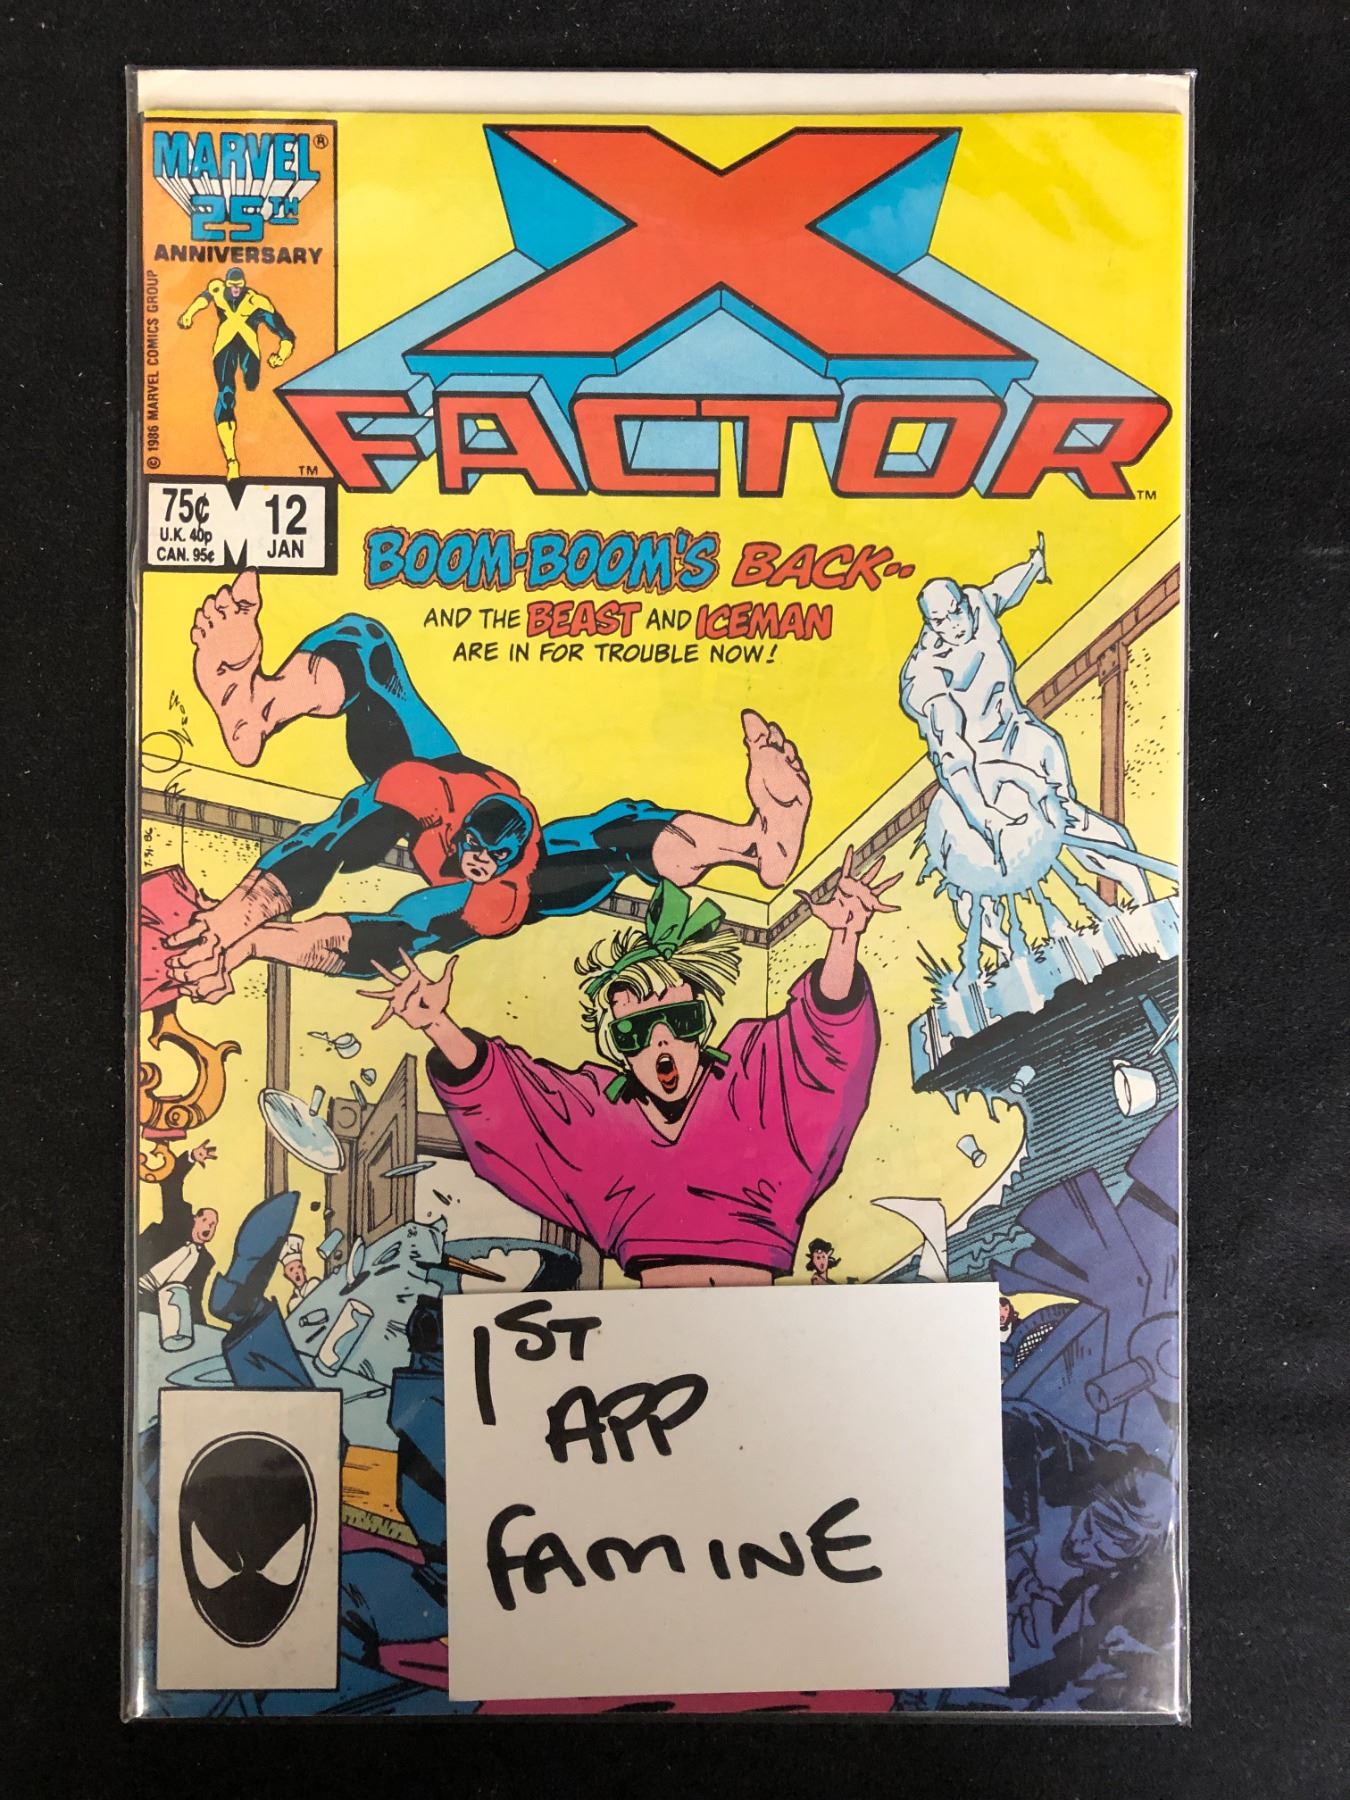 MARVEL®
25TH
ANNIVERSARY
© 1986 MARVEL COMICS GROUP
TM
X
FACTOR
TM
75¢
U.K. 40p
CAN. 95¢
12
JAN
BOOM-BOOM'S BACK--
AND THE BEAST AND ICEMAN
ARE IN FOR TROUBLE NOW!
1ST
APP
FAMINE